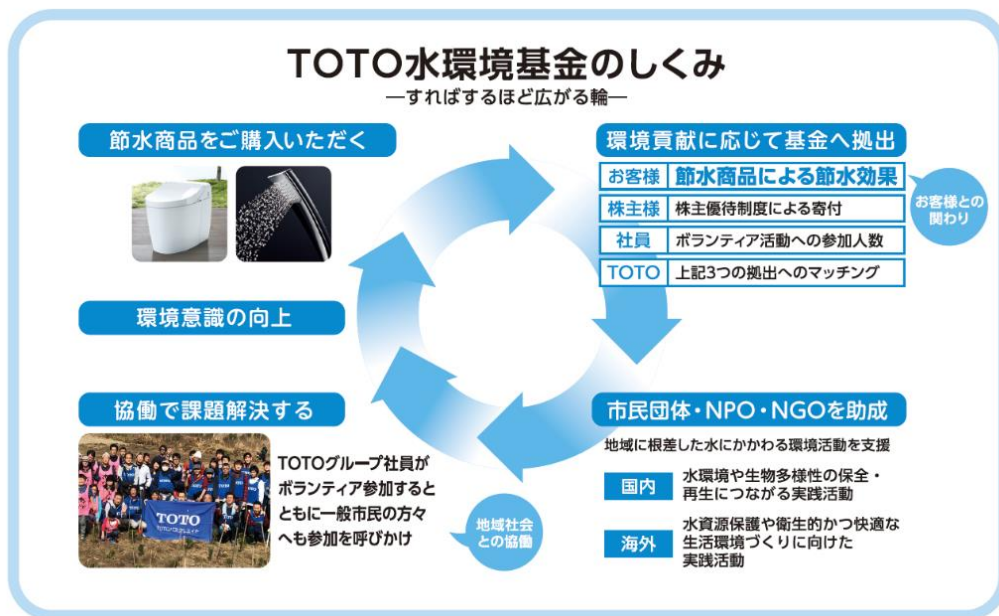 TOTO水環境基金のしくみ
―すればするほど広がる輪―
節水商品をご購入いただく
環境貢献に応じて基金へ拠出
お客様 節水商品による節水効果
株主様 株主優待制度による寄付
社員 ボランティア活動への参加人数
TOTO 上記3つの拠出へのマッチング
お客様との
関わり
市民団体・NPO・NGOを助成
地域に根差した水にかかわる環境活動を支援
国内 水環境や生物多様性の保全・
再生につながる実践活動
海外 水資源保護や衛生的かつ快適な
生活環境づくりに向けた
実践活動
協働で課題解決する
TOTOグループ社員が
ボランティア参加すると
ともに一般市民の方々
へも参加を呼びかけ
地域社会
との協働
TOTO
環境意識の向上